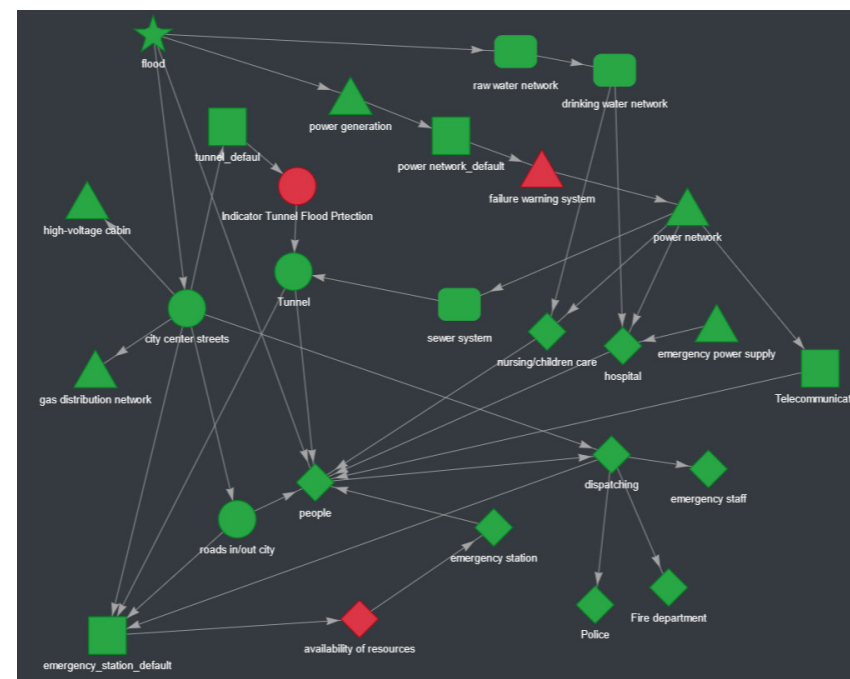 flood
raw water network
drinking water network
power generation
tunnel_defaul
power network_default
failure warning system
Indicator Tunnel Flood Prtection
high-voltage cabin
power network
Tunnel
city center streets
sewer system
nursing/children care
emergency power supply
hospital
gas distribution network
Telecommunicat
dispatching
emergency staff
people
roads in/out city
emergency station
Fire department
Police
availability of resources
emergency_station_default